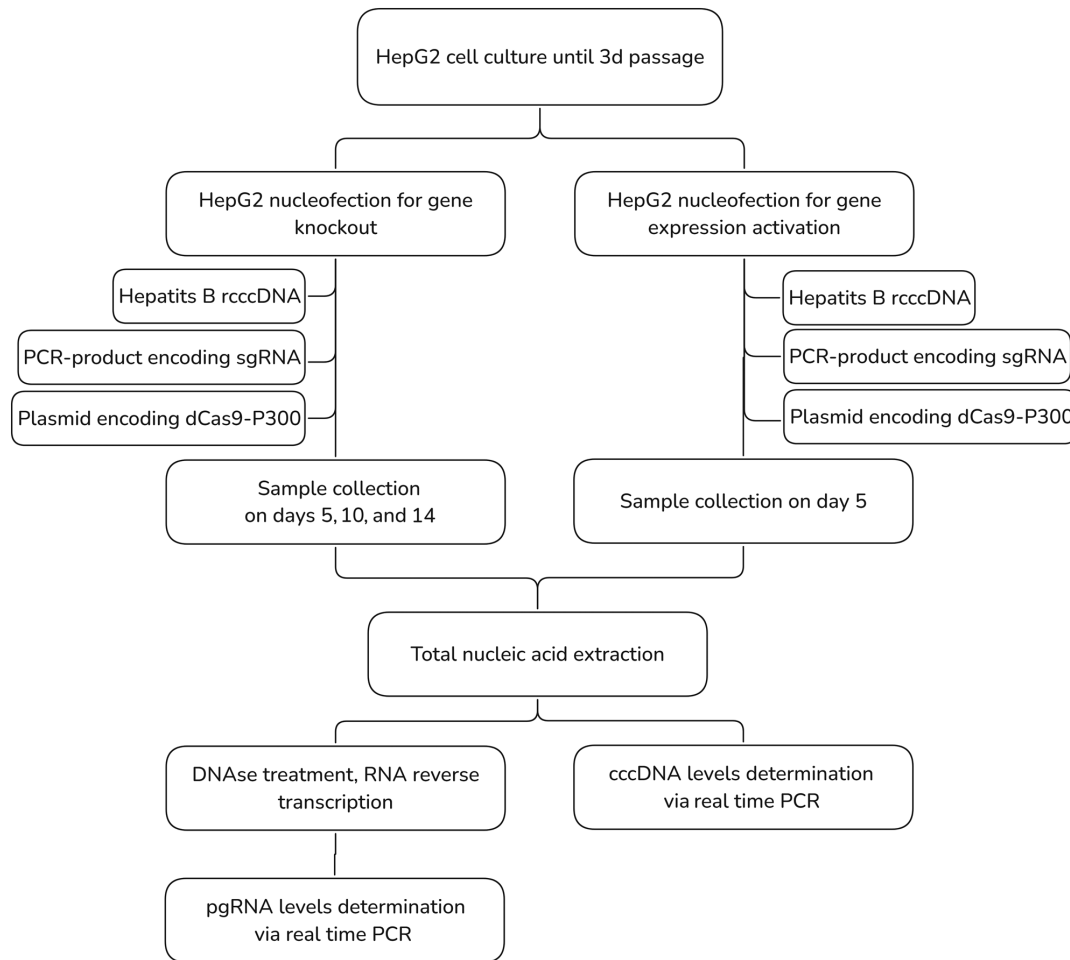 HepG2 cell culture until 3d passage
HepG2 nucleofection for gene
knockout
HepG2 nucleofection for gene
expression activation
Hepatits B rcccDNA
PCR-product encoding sgRNA
Plasmid encoding dCas9-P300
Hepatits B rcccDNA
PCR-product encoding sgRNA
Plasmid encoding dCas9-P300
Sample collection
on days 5, 10, and 14
Sample collection on day 5
Total nucleic acid extraction
DNAse treatment, RNA reverse
transcription
cccDNA levels determination
via real time PCR
pgRNA levels determination
via real time PCR